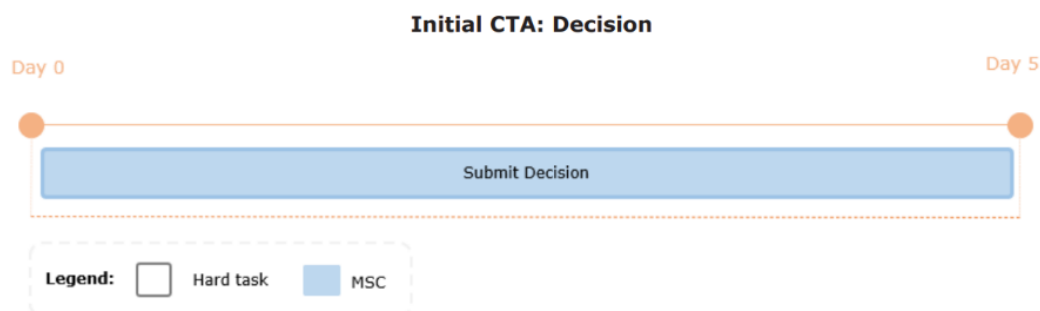 Initial CTA: Decision
Day 0
Day 5
Submit Decision
Legend: Hard task MSC